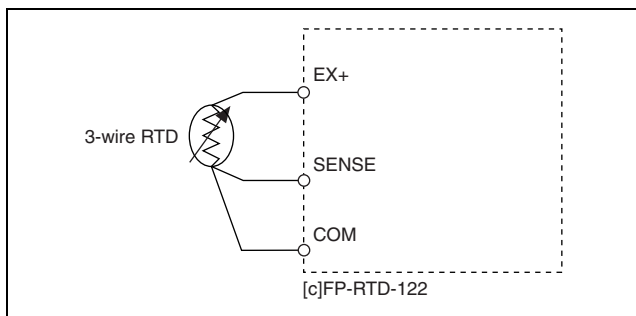 EX+
3-wire RTD
SENSE
COM
[c]FP-RTD-122